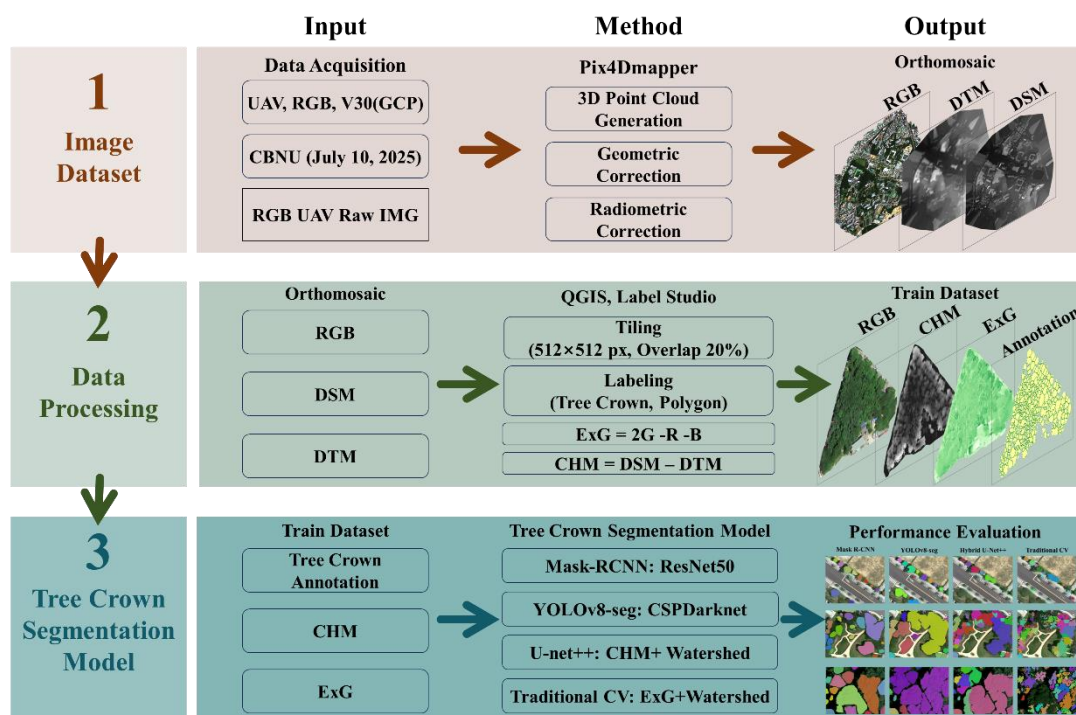 Input
Method
Output
1
Image
Dataset
Data Acquisition
UAV, RGB, V30(GCP)
CBNU (July 10, 2025)
RGB UAV Raw IMG
Pix4Dmapper
3D Point Cloud
Generation
Geometric
Correction
Radiometric
Correction
Orthomosaic
RGB
DTM
DSM
2
Data
Processing
Orthomosaic
RGB
DSM
DTM
QGIS, Label Studio
Tiling
(512×512 px, Overlap 20%)
Labeling
(Tree Crown, Polygon)
ExG = 2G -R -B
CHM = DSM – DTM
Train Dataset
RGB
CHM
ExG
Annotation
3
Tree Crown
Segmentation
Model
Train Dataset
Tree Crown
Annotation
CHM
ExG
Tree Crown Segmentation Model
Mask-RCNN: ResNet50
YOLOv8-seg: CSPDarknet
U-net++: CHM+ Watershed
Traditional CV: ExG+Watershed
Performance Evaluation
Mask R-CNN
YOLOv8-seg
Hybrid U-Net++
Traditional CV